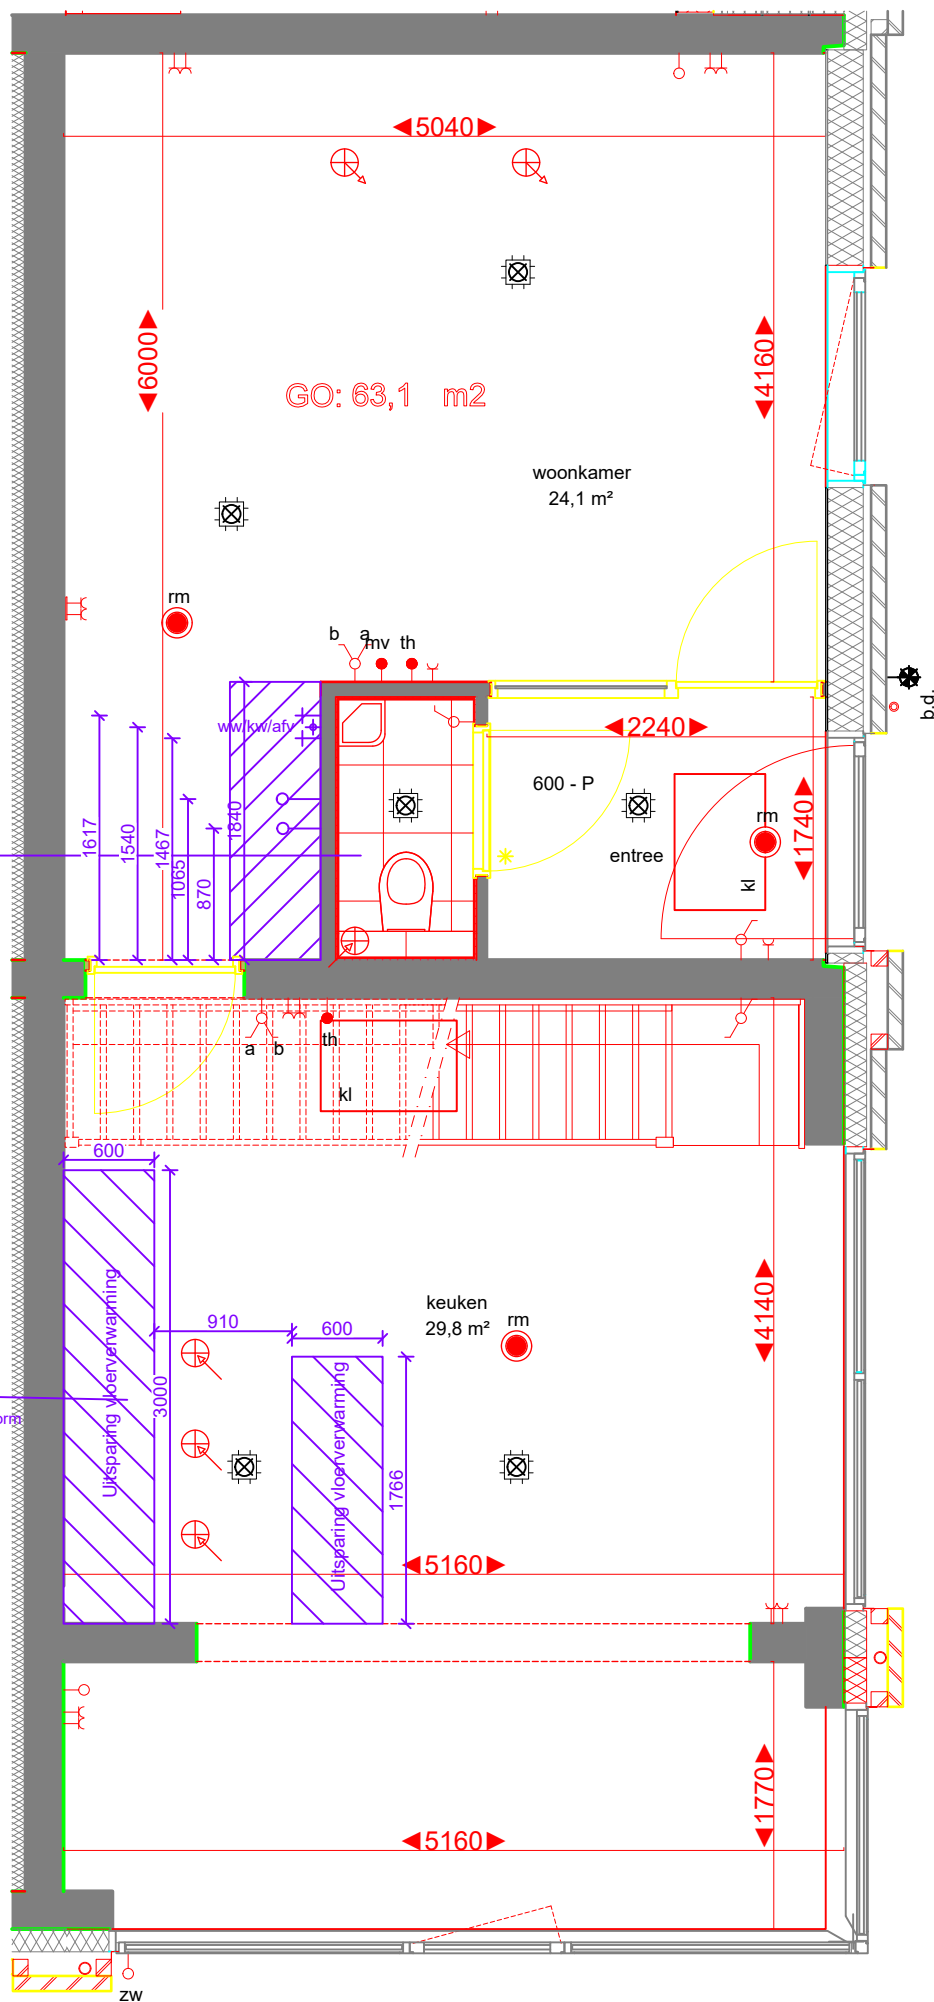 5040
6000
4160
GO: 63,1 m2
woonkamer
24,1 m²
rm
b a
mv th
ww/kw/afv
2240
b.d.
600 - P
1617
1540
1467
1065
870
1840
1740
rm
entree
kl
a b
th
kl
600
keuken
29,8 m²
rm
910
600
4140
Uitsparing vloerverwarming
3000
orm
Uitsparing vloerverwarming
1766
5160
1770
5160
zw